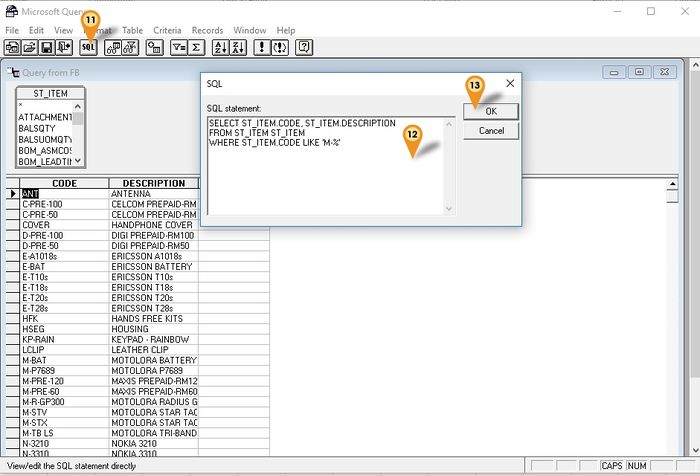 Microsoft Query
11
File Edit View Format Table Criteria Records Window Help
SQL
Query from FB
ST_ITEM
*
ATTACHMENT
BALSQTY
BALSUOMQTY
BOM_ASMCOS
BOM_LEADTIM
SQL
13
SQL statement:
OK
SELECT ST_ITEM.CODE, ST_ITEM.DESCRIPTION
FROM ST_ITEM ST_ITEM
12
Cancel
WHERE ST_ITEM.CODE LIKE 'M-%'
CODE DESCRIPTION
ANT ANTENNA
C-PRE-100 CELCOM PREPAID-RM
C-PRE-50 CELCOM PREPAID-RM
COVER HANDPHONE COVER
D-PRE-100 DIGI PREPAID-RM100
D-PRE-50 DIGI PREPAID-RM50
E-A1018s ERICSSON A1018s
E-BAT ERICSSON BATTERY
E-T10s ERICSSON T10s
E-T18s ERICSSON T18s
E-T20s ERICSSON T20s
E-T28s ERICSSON T28s
HFK HANDS FREE KITS
HSEG HOUSING
KP-RAIN KEYPAD - RAINBOW
LCLIP LEATHER CLIP
M-BAT MOTOLORA BATTERY
M-P7689 MOTOLORA P7689
M-PRE-120 MAXIS PREPAID-RM12
M-PRE-60 MAXIS PREPAID-RM60
M-R-GP300 MOTOLORA RADIUS G
M-STV MOTOLORA STAR TAC
M-STX MOTOLORA STAR TAC
M-TB LS MOTOLORA TRI-BAND
N-3210 NOKIA 3210
N-3310 NOKIA 3310
View/edit the SQL statement directly CAPS NUM